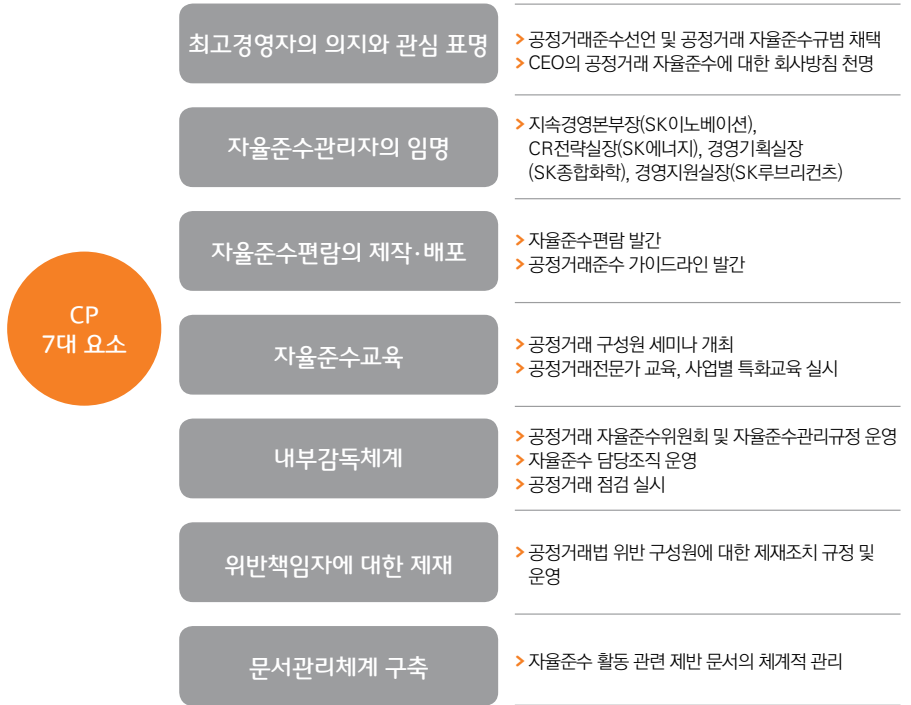 최고경영자의 의지와 관심 표명
> 공정거래준수선언 및 공정거래 자율준수규범 채택
> CEO의 공정거래 자율준수에 대한 회사방침 천명
자율준수관리자의 임명
> 지속경영본부장(SK이노베이션),
CR전략실장(SK에너지), 경영기획실장
(SK종합화학), 경영지원실장(SK루브리컨츠)
자율준수편람의 제작·배포
> 자율준수편람 발간
> 공정거래준수 가이드라인 발간
CP
7대 요소
자율준수교육
> 공정거래 구성원 세미나 개최
> 공정거래전문가 교육, 사업별 특화교육 실시
내부감독체계
> 공정거래 자율준수위원회 및 자율준수관리규정 운영
> 자율준수 담당조직 운영
> 공정거래 점검 실시
위반책임자에 대한 제재
> 공정거래법 위반 구성원에 대한 제재조치 규정 및
운영
문서관리체계 구축
> 자율준수 활동 관련 제반 문서의 체계적 관리